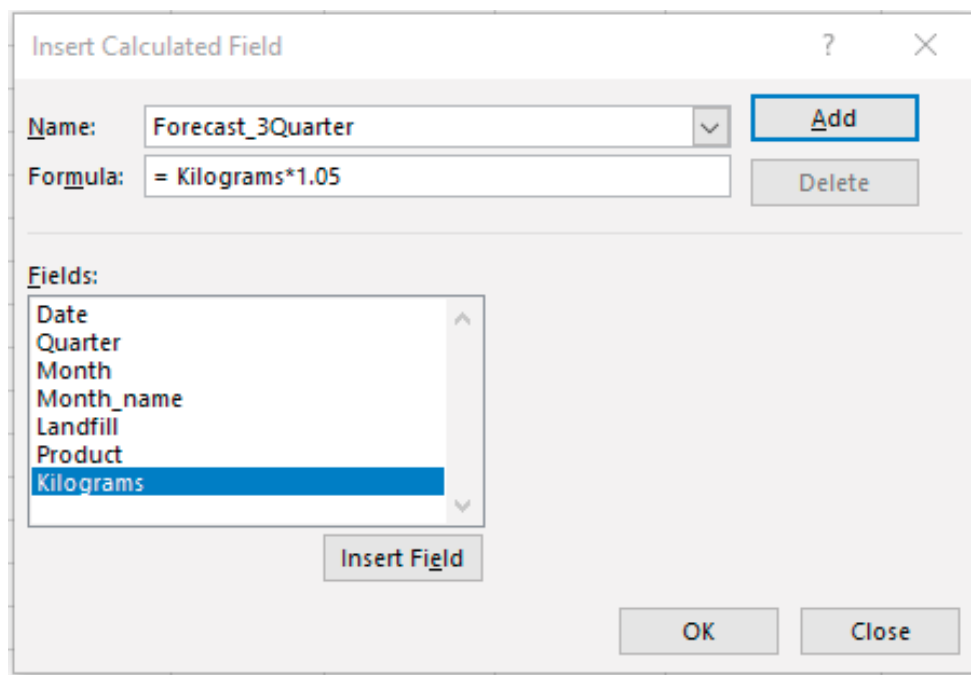 Insert Calculated Field ?
Name: Forecast_3Quarter Add
Formula: = Kilograms*1.05 Delete
Fields:
Date
Quarter
Month
Month_name
Landfill
Product
Kilograms
Insert Field
OK Close